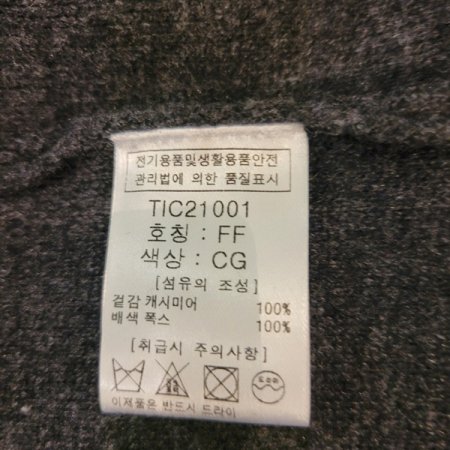 전기용품및생활용품안전
관리법에 의한 품질표시
TIC21001
호칭 : FF
색상 : CG
[섬유의 조성]
겉감 캐시미어 100%
배색 폭스 100%
[취급시 주의사항]
드라이
이제품은 반드시 드라이